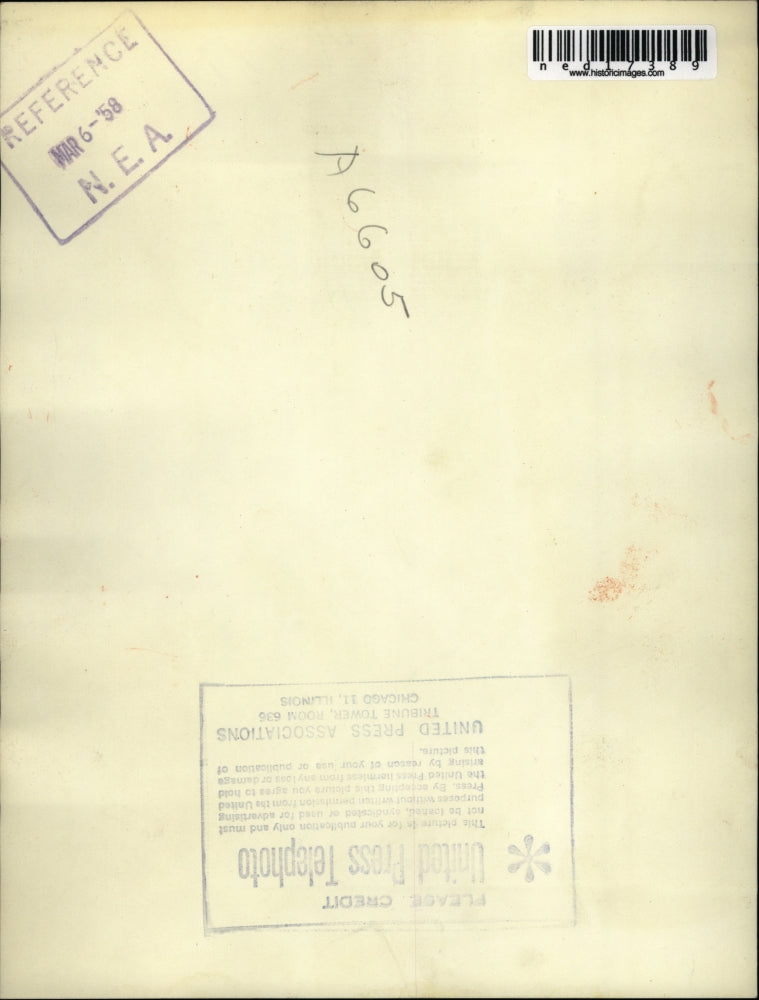 REFERENCE
MAR 6-'58
N. E. A.
ned17389
www.historicimages.com
A6605
PLEASE CREDIT
United Press Telephoto
This picture is for your publication only and must
not be loaned, syndicated or used for advertising
purposes without written permission from the United
Press. By accepting this picture you agree to hold
the United Press harmless from any loss or damage
arising by reason of your use or publication of
this picture.
UNITED PRESS ASSOCIATIONS
TRIBUNE TOWER, ROOM 636
CHICAGO 11, ILLINOIS